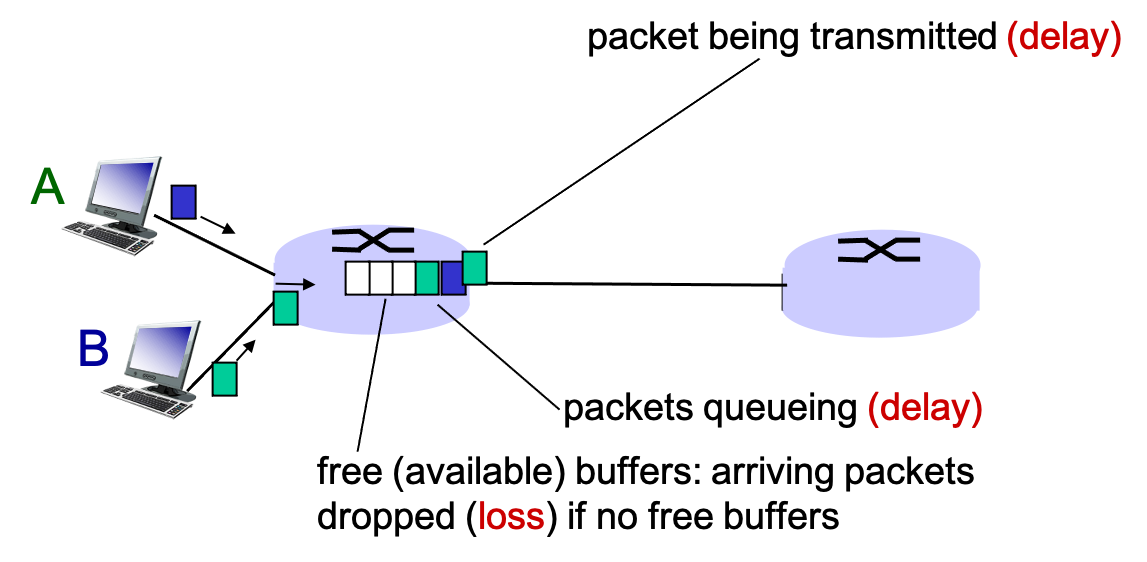 packet being transmitted (delay)
A
B
packets queueing (delay)
free (available) buffers: arriving packets
dropped (loss) if no free buffers